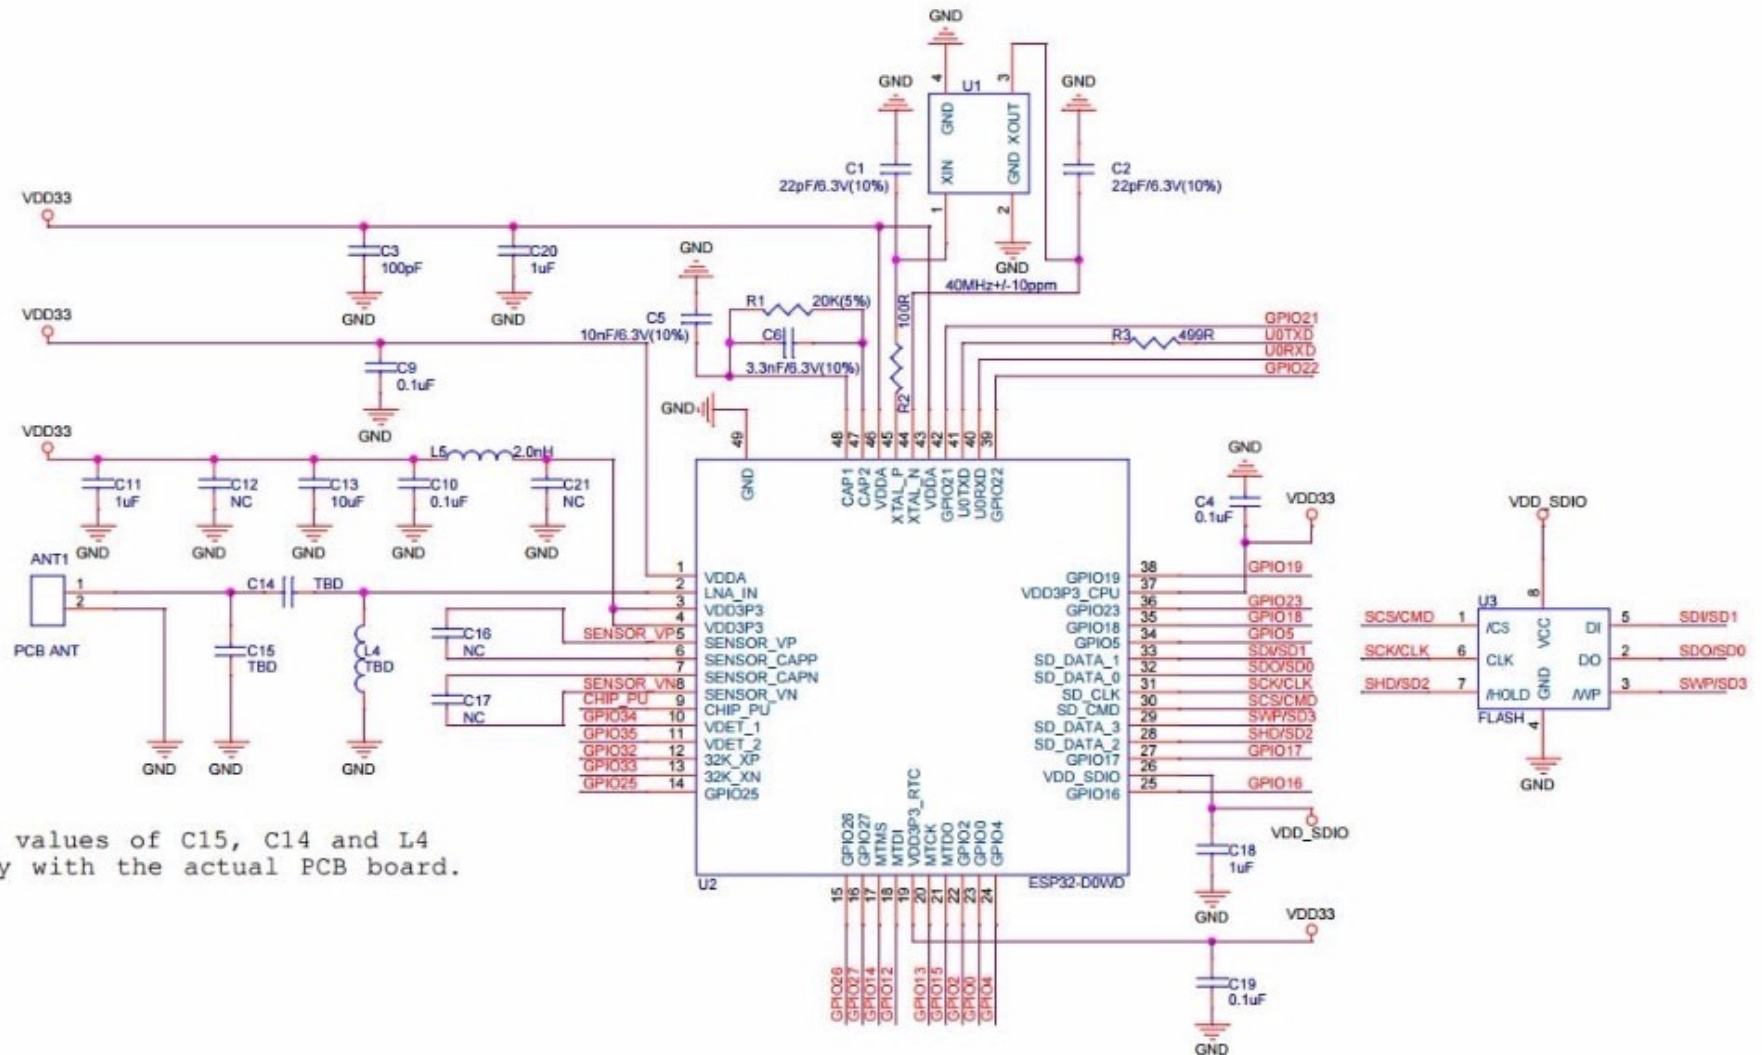 GND
GND
4
3
U1
GND
GND
XOUT
XIN
GND
1
2
C1
22pF/6.3V(10%)
C2
22pF/6.3V(10%)
GND
40MHz+/-10ppm
VDD33
C3
100pF
GND
C20
1uF
GND
VDD33
C9
0.1uF
GND
GND
C5
10nF/6.3V(10%)
R1
20K(5%)
C6
3.3nF/6.3V(10%)
100R
R2
R3
499R
GPIO21
U0TXD
U0RXD
GPIO22
GND
VDD33
C11
1uF
GND
C12
NC
GND
C13
10uF
GND
C10
0.1uF
GND
L5
2.0nH
C21
NC
GND
49 48 47 46 45 44 43 42 41 40 39
GND
CAP1
CAP2
VDDA
XTAL_P
XTAL_N
VDDA
GPIO21
U0TXD
U0RXD
GPIO22
ANT1
1
2
PCB ANT
C14
TBD
C15
TBD
L4
TBD
GND
GND
GND
C16
NC
C17
NC
SENSOR_VP
SENSOR_VN
CHIP_PU
GPIO34
GPIO35
GPIO32
GPIO33
GPIO25
1 VDDA
2 LNA_IN
3 VDD3P3
4 VDD3P3
5 SENSOR_VP
6 SENSOR_CAPP
7 SENSOR_CAPN
8 SENSOR_VN
9 CHIP_PU
10 VDET_1
11 VDET_2
12 32K_XP
13 32K_XN
14 GPIO25
GND
C4
0.1uF
VDD33
GPIO19 38 GPIO19
VDD3P3_CPU 37
GPIO23 36 GPIO23
GPIO18 35 GPIO18
GPIO5 34 GPIO5
SD_DATA_1 33 SDI/SD1
SD_DATA_0 32 SDO/SD0
SD_CLK 31 SCK/CLK
SD_CMD 30 SCS/CMD
SD_DATA_3 29 SWP/SD3
SD_DATA_2 28 SHD/SD2
GPIO17 27 GPIO17
VDD_SDIO 26
GPIO16 25 GPIO16
VDD_SDIO
C18
1uF
GND
VDD33
C19
0.1uF
GND
GPIO26
GPIO27
MTMS
MTDI
VDD3P3_RTC
MTCK
MTDO
GPIO2
GPIO0
GPIO4
U2
ESP32-D0WD
15 16 17 18 19 20 21 22 23 24
GPIO26
GPIO27
GPIO14
GPIO12
GPIO13
GPIO15
GPIO2
GPIO0
GPIO4
VDD_SDIO
8
U3
SCS/CMD 1 /CS
SCK/CLK 6 CLK
SHD/SD2 7 /HOLD
VCC
GND
DI 5 SDI/SD1
DO 2 SDO/SD0
/WP 3 SWP/SD3
FLASH
4
GND
values of C15, C14 and L4
y with the actual PCB board.